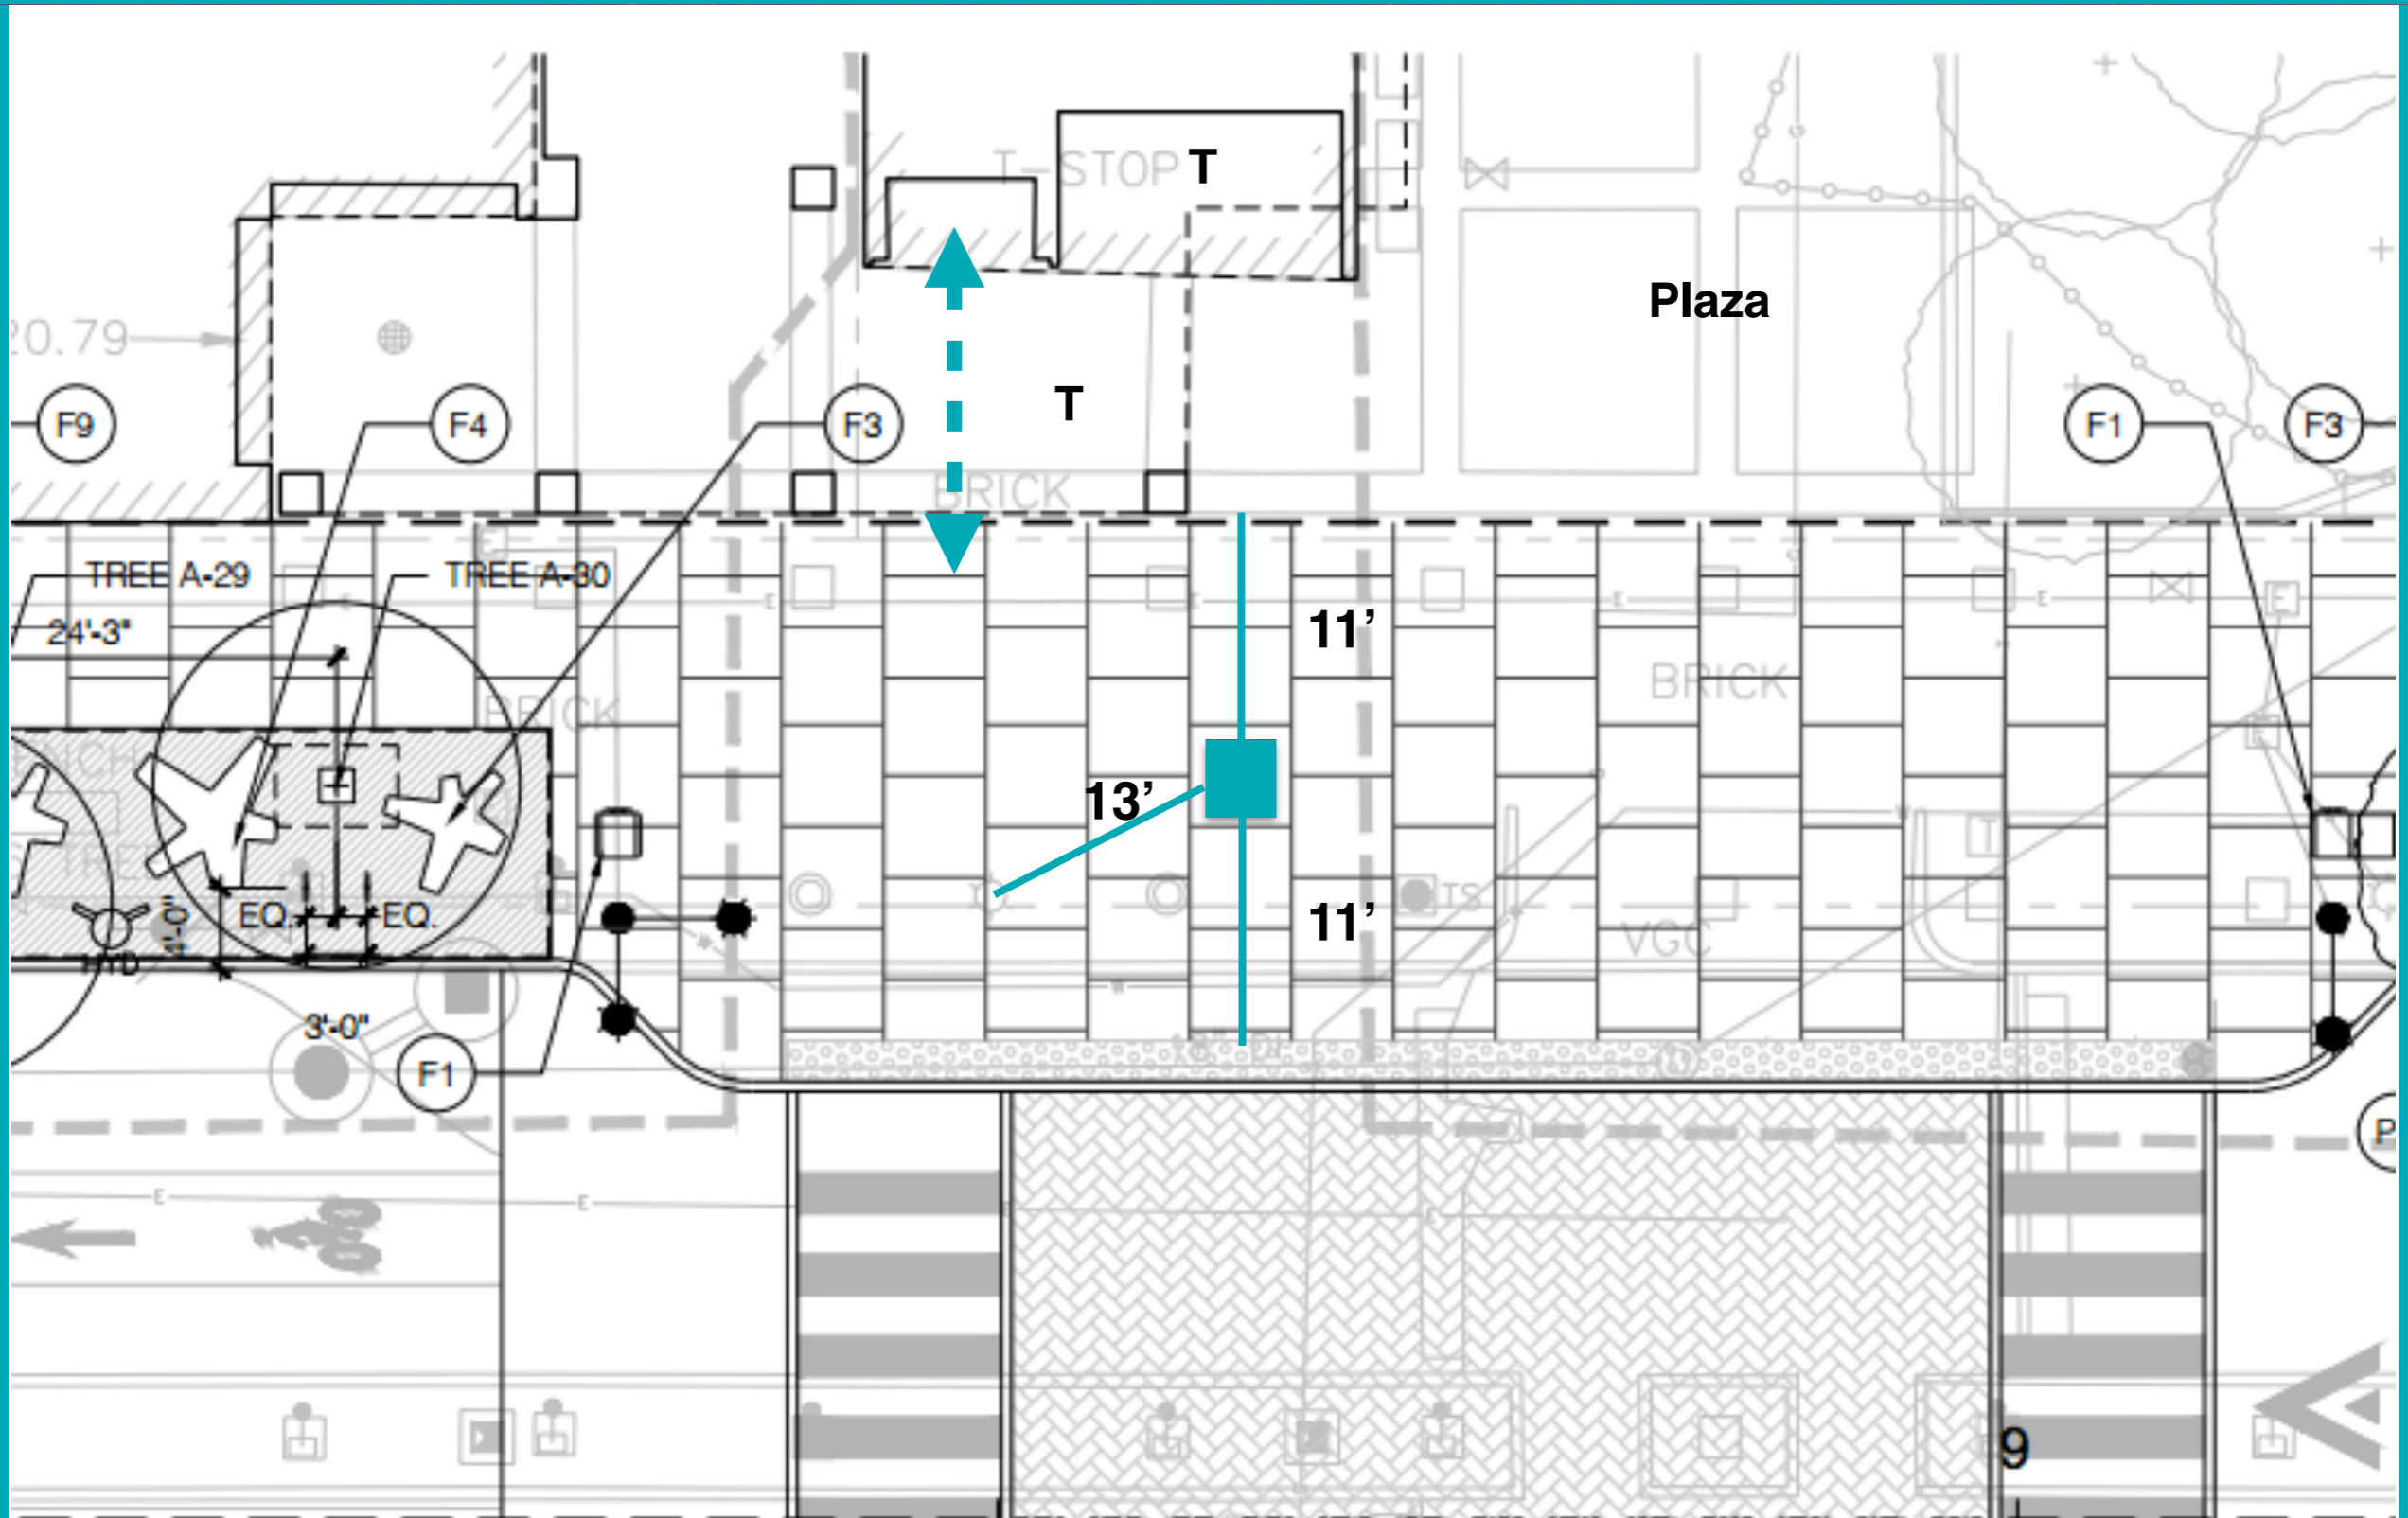 T-STOP
T
Plaza
20.79
F9
F4
F3
T
F1
F3
BRICK
E
TREE A-29
TREE A-30
E
E
E
E
E
24'-3"
11’
BRICK
BRICK
13’
T
EQ.
EQ.
4'-0"
11’
TS
VGC
HYD
W
3'-0"
F1
P
E
E
E
9